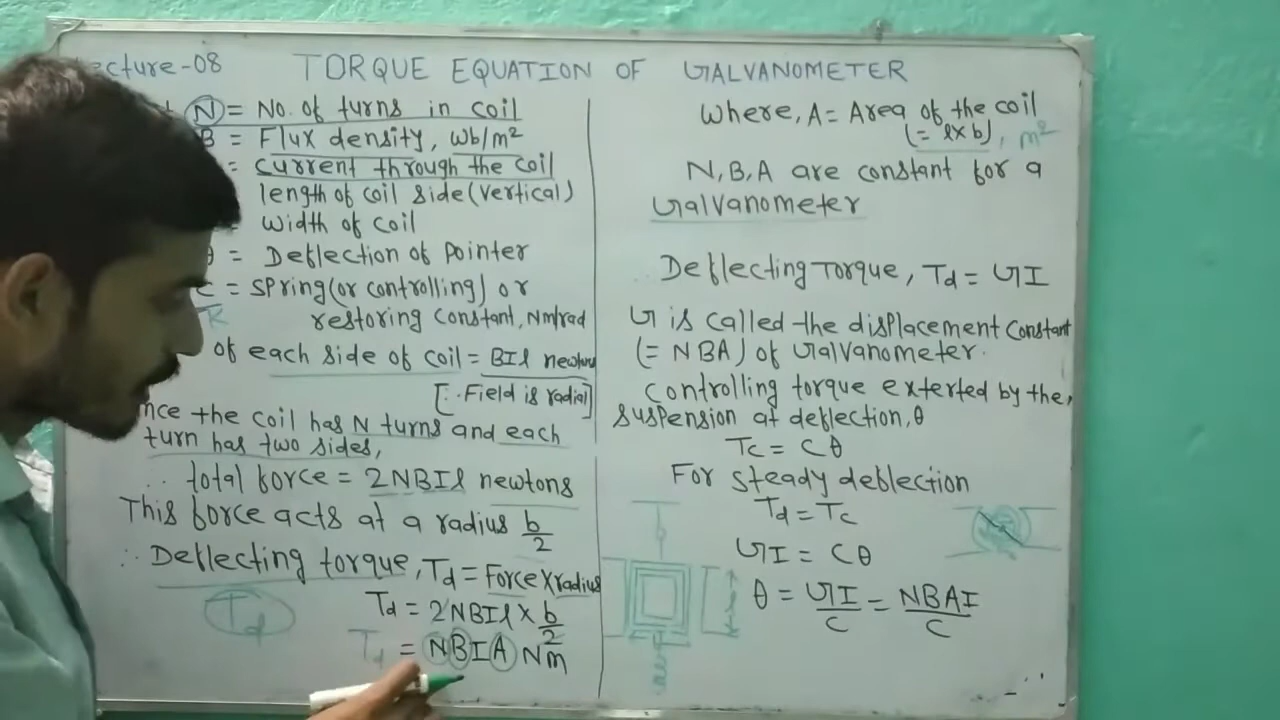 ecture-08 TORQUE EQUATION OF GALVANOMETER
N = No. of turns in coil
B = Flux density, Wb/m²
= current through the coil
length of coil side (vertical)
width of coil
θ = Deflection of pointer
C = spring (or controlling) or
restoring constant, Nm/rad
K
of each side of coil = BIl newtons
[∵ Field is radial]
nce the coil has N turns and each
turn has two sides,
∴ total force = 2NBIl newtons
This force acts at a radius b/2
∴ Deflecting torque, Td = Force × radius
Td
Td = 2NBIl × b/2
Td = NBIA Nm
Where, A = Area of the coil
(= l×b), m²
N, B, A are constant for a
Galvanometer
Deflecting Torque, Td = GI
G is called the displacement constant
(= NBA) of Galvanometer.
Controlling torque exterted by the
suspension at deflection, θ
Tc = Cθ
For steady deflection
Td = Tc
GI = Cθ
θ = GI/C = NBAI/C